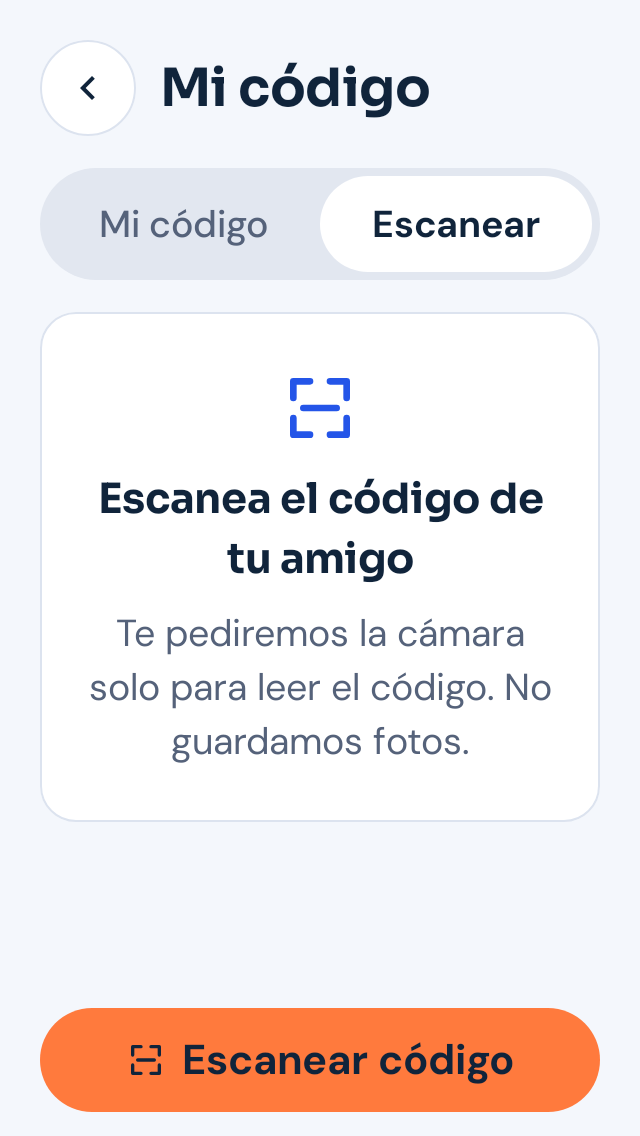 Mi código
Mi código
Escanear
Escanea el código de
tu amigo
Te pediremos la cámara
solo para leer el código. No
guardamos fotos.
Escanear código